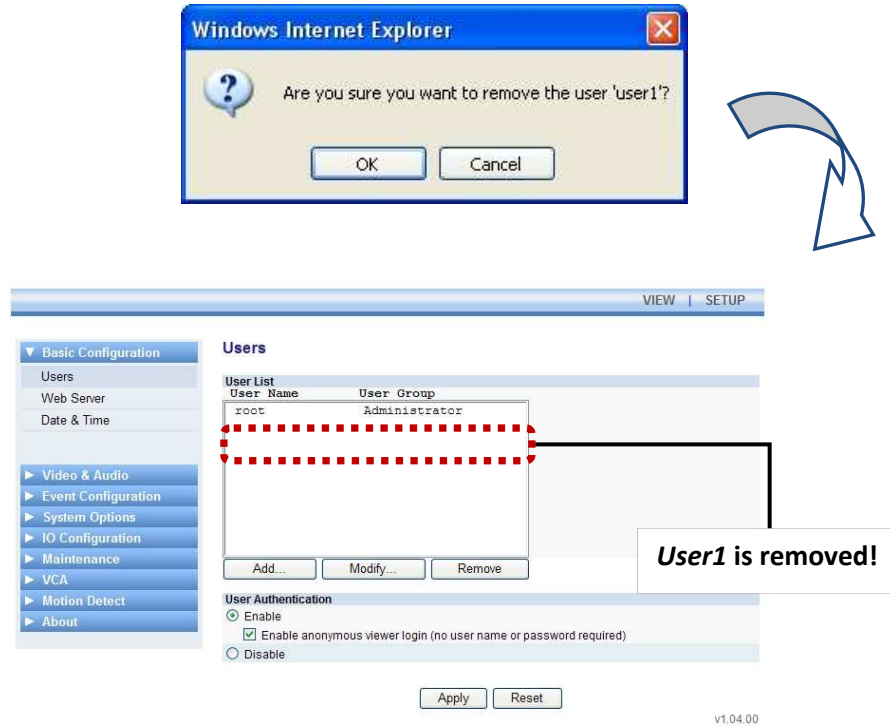 Windows Internet Explorer
Are you sure you want to remove the user 'user1'?
OK Cancel
VIEW | SETUP
Basic Configuration
Users
Web Server
Date & Time
Video & Audio
Event Configuration
System Options
IO Configuration
Maintenance
VCA
Motion Detect
About
Users
User List
User Name User Group
root Administrator
Add... Modify... Remove
User1 is removed!
User Authentication
Enable
Enable anonymous viewer login (no user name or password required)
Disable
Apply Reset
v1.04.00